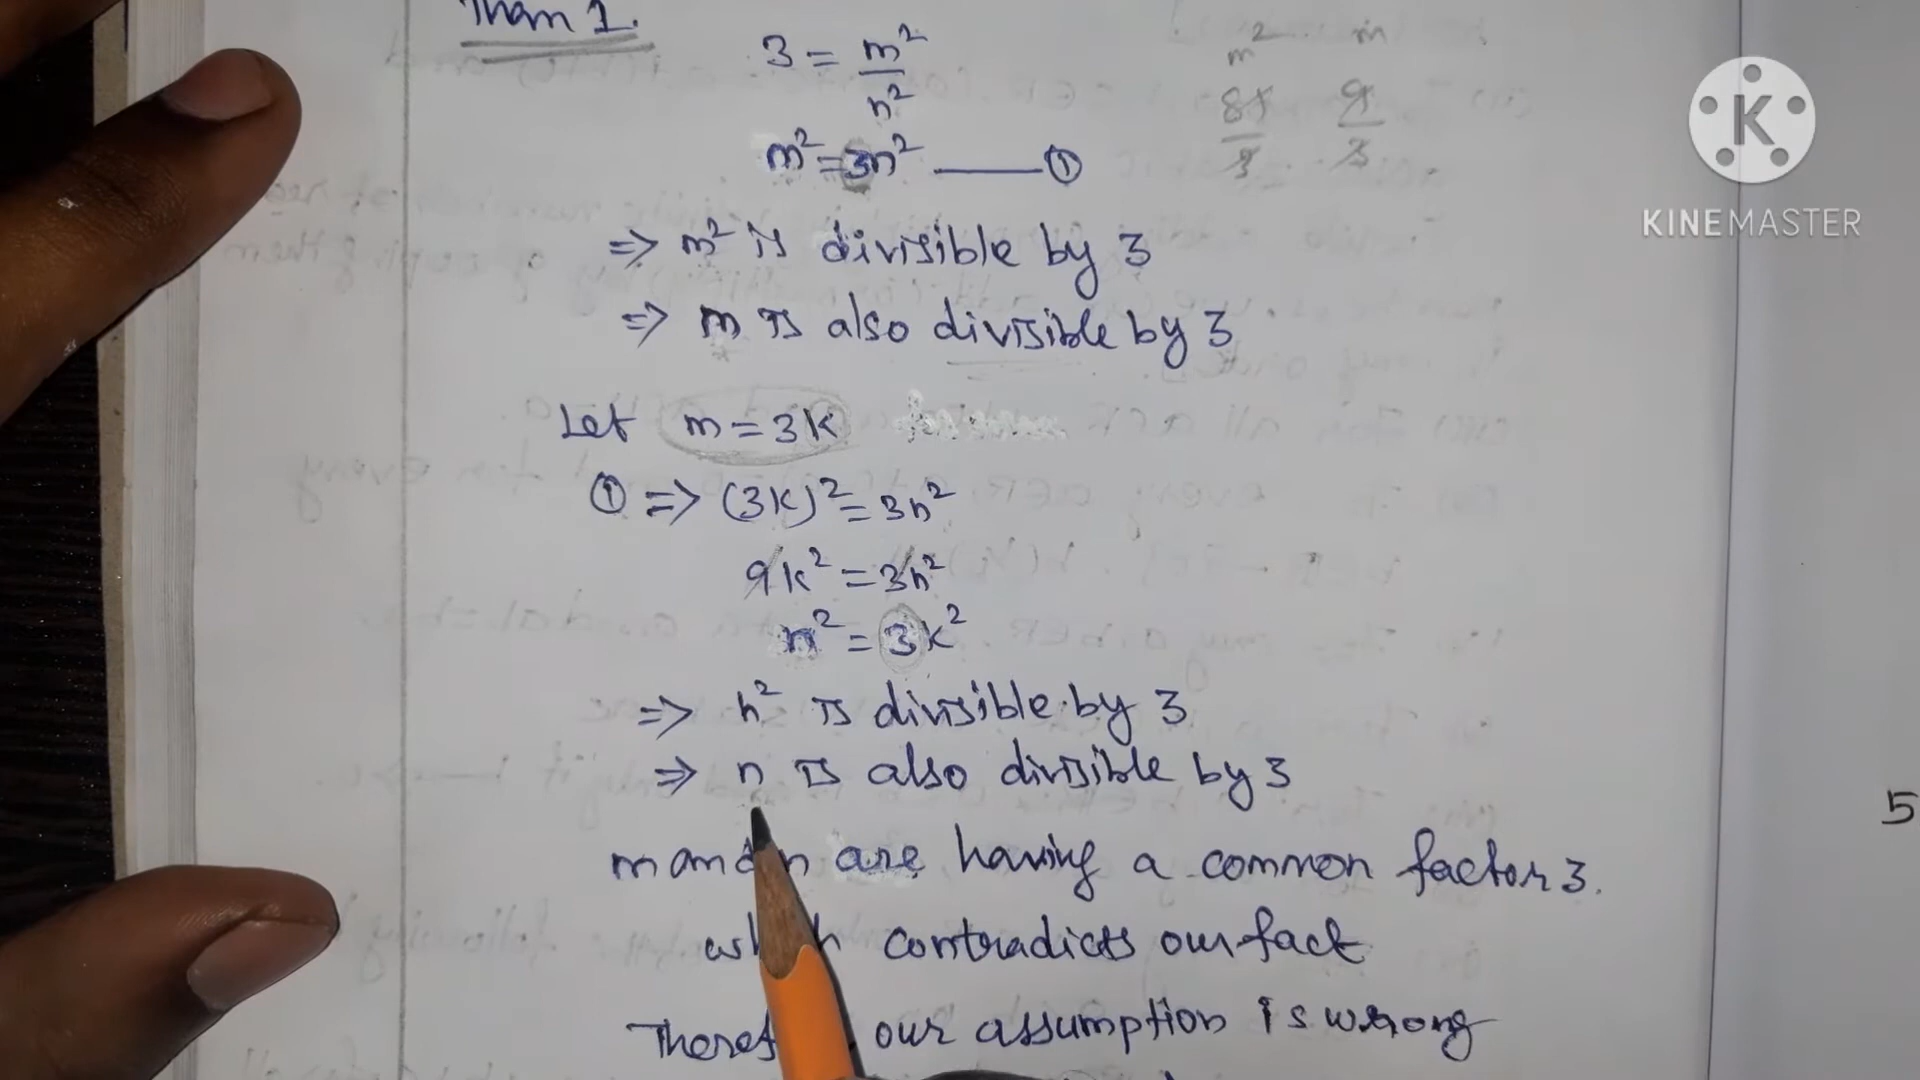 Than 1.
3 = m²/n²
m² = 3n² ——— ①
m² m
81/3 9/3
K
KINEMASTER
⇒ m² is divisible by 3
⇒ m is also divisible by 3
Let m = 3k
① ⇒ (3k)² = 3n²
9k² = 3n²
n² = 3k²
⇒ n² is divisible by 3
⇒ n is also divisible by 3
5
m and n are having a common factor 3.
contradicts our fact
our assumption is wrong